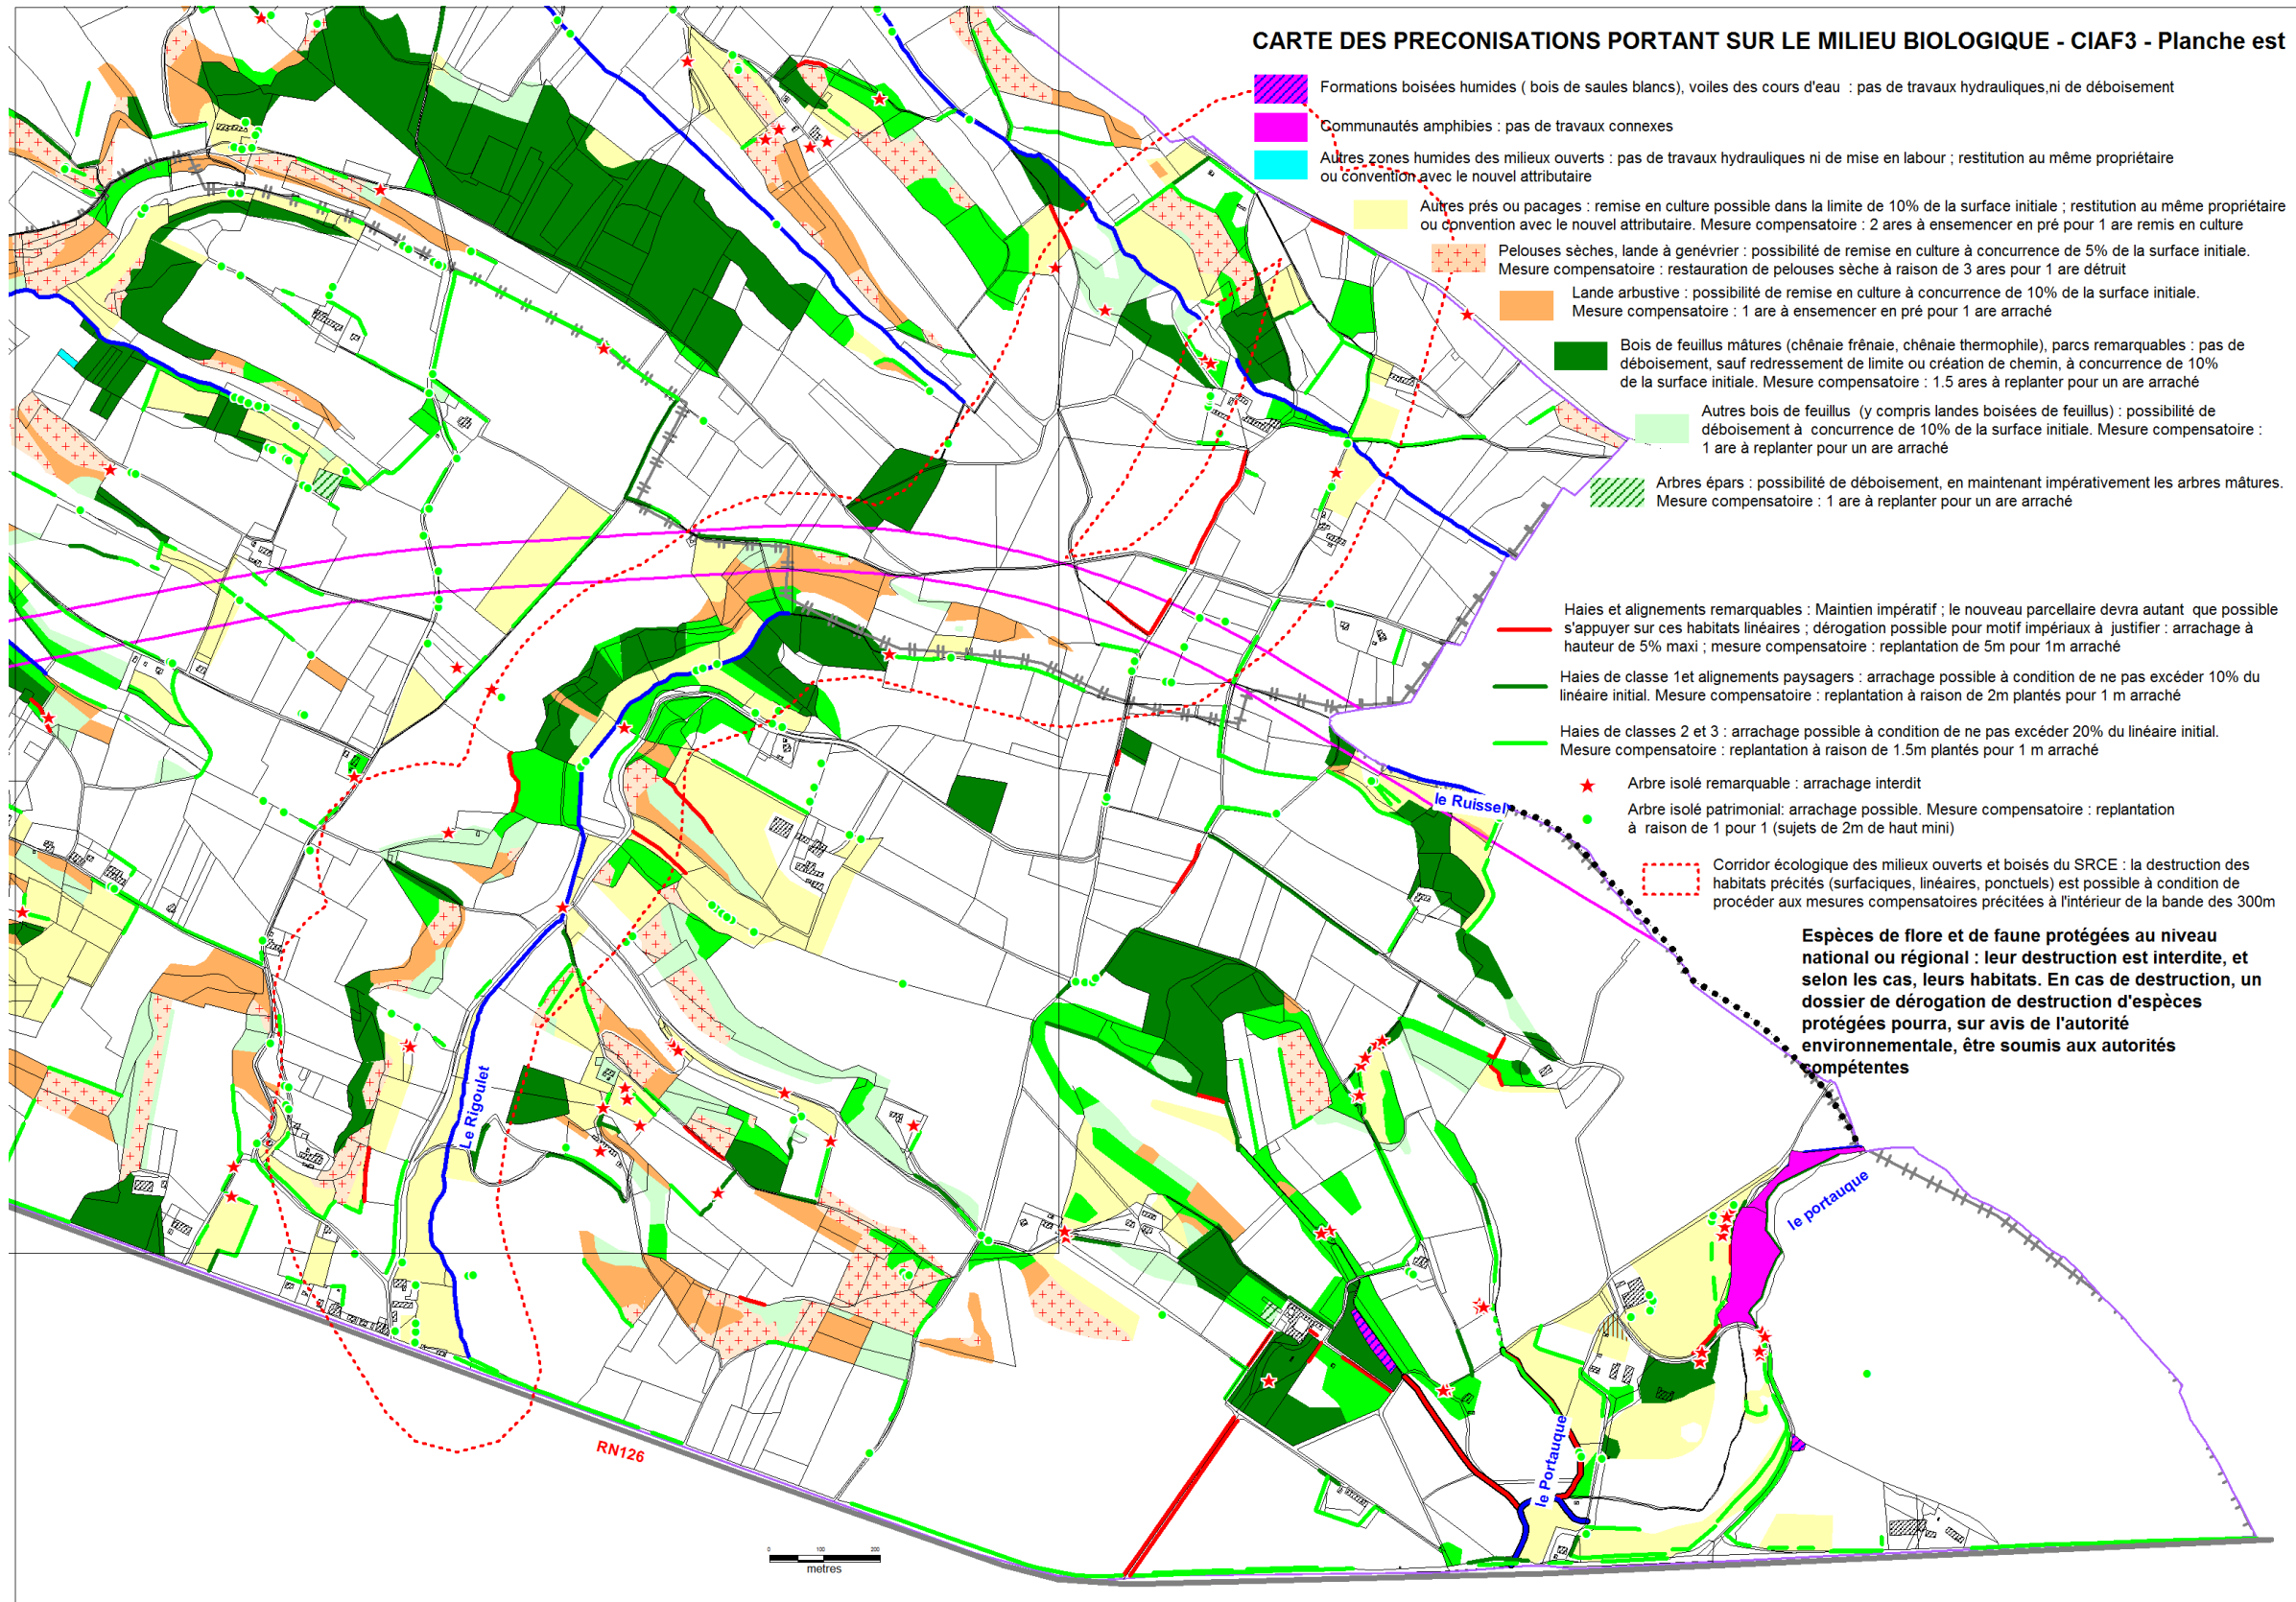 CARTE DES PRECONISATIONS PORTANT SUR LE MILIEU BIOLOGIQUE - CIAF3 - Planche est
Formations boisées humides ( bois de saules blancs), voiles des cours d'eau : pas de travaux hydrauliques,ni de déboisement
Communautés amphibies : pas de travaux connexes
Autres zones humides des milieux ouverts : pas de travaux hydrauliques ni de mise en labour ; restitution au même propriétaire
ou convention avec le nouvel attributaire
Autres prés ou pacages : remise en culture possible dans la limite de 10% de la surface initiale ; restitution au même propriétaire
ou convention avec le nouvel attributaire. Mesure compensatoire : 2 ares à ensemencer en pré pour 1 are remis en culture
Pelouses sèches, lande à genévrier : possibilité de remise en culture à concurrence de 5% de la surface initiale.
Mesure compensatoire : restauration de pelouses sèche à raison de 3 ares pour 1 are détruit
Lande arbustive : possibilité de remise en culture à concurrence de 10% de la surface initiale.
Mesure compensatoire : 1 are à ensemencer en pré pour 1 are arraché
Bois de feuillus mâtures (chênaie frênaie, chênaie thermophile), parcs remarquables : pas de
déboisement, sauf redressement de limite ou création de chemin, à concurrence de 10%
de la surface initiale. Mesure compensatoire : 1.5 ares à replanter pour un are arraché
Autres bois de feuillus (y compris landes boisées de feuillus) : possibilité de
déboisement à concurrence de 10% de la surface initiale. Mesure compensatoire :
1 are à replanter pour un are arraché
Arbres épars : possibilité de déboisement, en maintenant impérativement les arbres mâtures.
Mesure compensatoire : 1 are à replanter pour un are arraché
Haies et alignements remarquables : Maintien impératif ; le nouveau parcellaire devra autant que possible
s'appuyer sur ces habitats linéaires ; dérogation possible pour motif impériaux à justifier : arrachage à
hauteur de 5% maxi ; mesure compensatoire : replantation de 5m pour 1m arraché
Haies de classe 1et alignements paysagers : arrachage possible à condition de ne pas excéder 10% du
linéaire initial. Mesure compensatoire : replantation à raison de 2m plantés pour 1 m arraché
Haies de classes 2 et 3 : arrachage possible à condition de ne pas excéder 20% du linéaire initial.
Mesure compensatoire : replantation à raison de 1.5m plantés pour 1 m arraché
Arbre isolé remarquable : arrachage interdit
Arbre isolé patrimonial: arrachage possible. Mesure compensatoire : replantation
à raison de 1 pour 1 (sujets de 2m de haut mini)
Corridor écologique des milieux ouverts et boisés du SRCE : la destruction des
habitats précités (surfaciques, linéaires, ponctuels) est possible à condition de
procéder aux mesures compensatoires précitées à l'intérieur de la bande des 300m
Espèces de flore et de faune protégées au niveau
national ou régional : leur destruction est interdite, et
selon les cas, leurs habitats. En cas de destruction, un
dossier de dérogation de destruction d'espèces
protégées pourra, sur avis de l'autorité
environnementale, être soumis aux autorités
compétentes
le Ruissel
Le Rigoulet
le portauque
le Portauque
RN126
0 100 200
metres